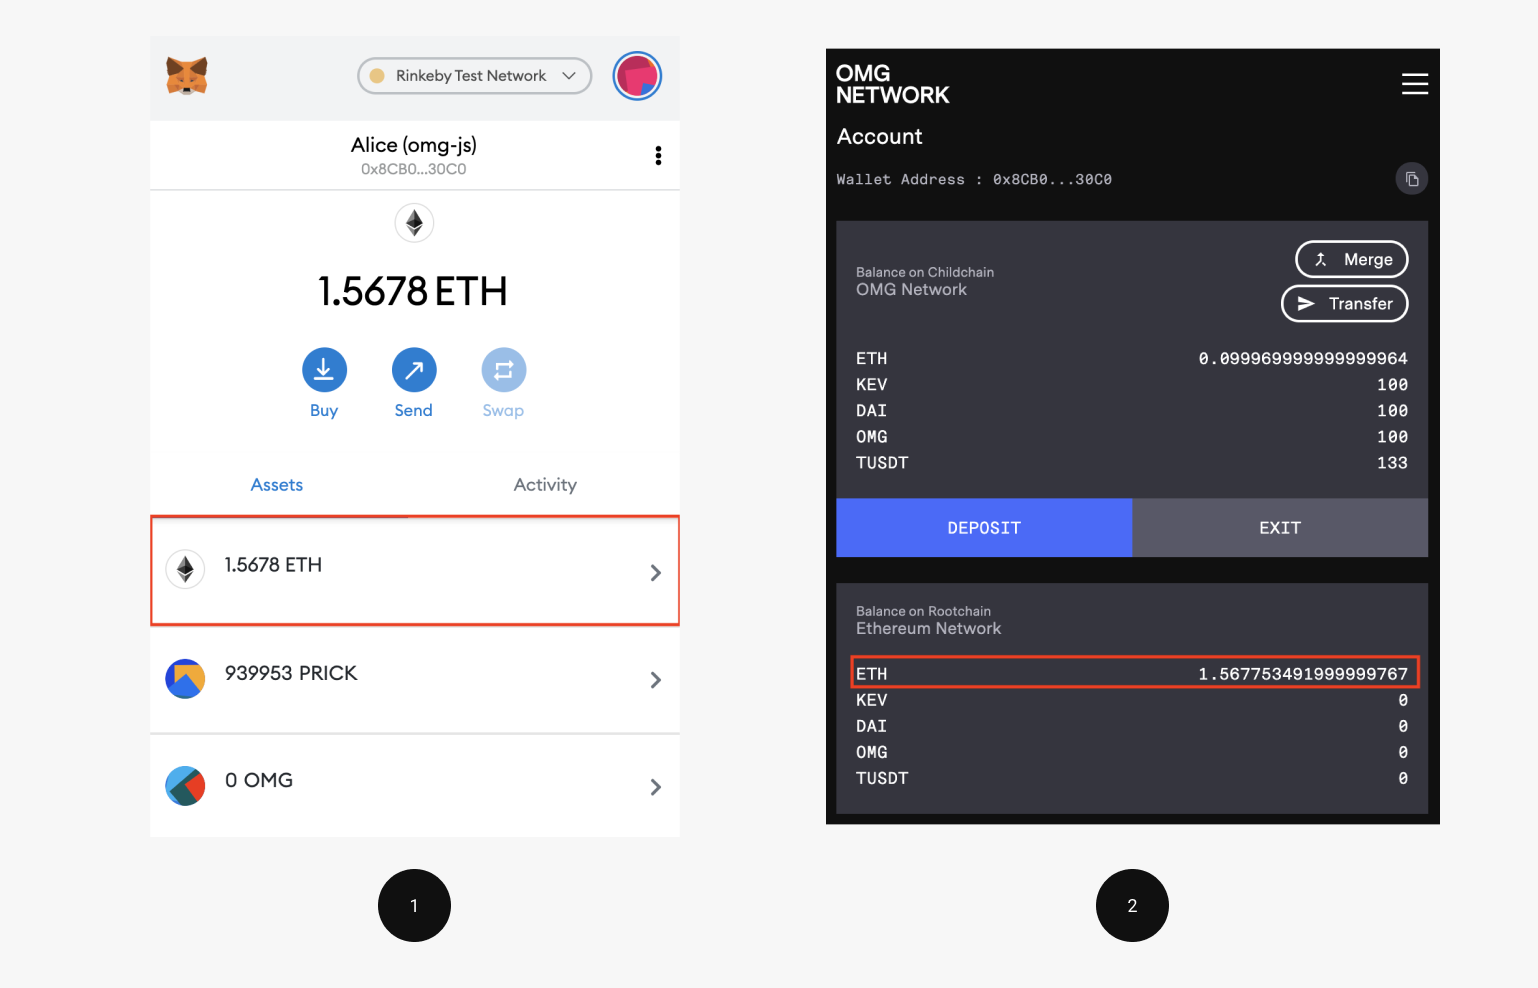 Rinkeby Test Network
Alice (omg-js)
0x8CB0...30C0
1.5678 ETH
Buy
Send
Swap
Assets
Activity
1.5678 ETH
939953 PRICK
0 OMG
1
OMG
NETWORK
Account
Wallet Address : 0x8CB0...30C0
Balance on Childchain
OMG Network
Merge
Transfer
ETH 0.099969999999999964
KEV 100
DAI 100
OMG 100
TUSDT 133
DEPOSIT
EXIT
Balance on Rootchain
Ethereum Network
ETH 1.567753491999999767
KEV 0
DAI 0
OMG 0
TUSDT 0
2